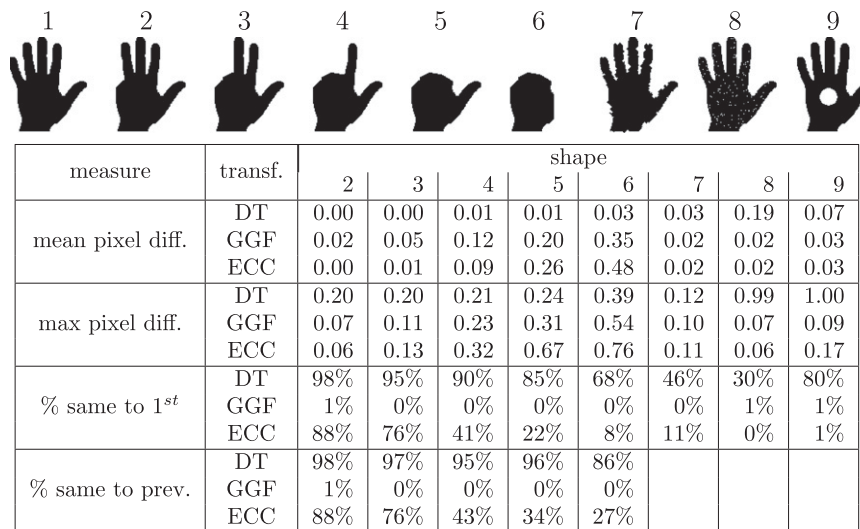 1 2 3 4 5 6 7 8 9
measure transf. shape
2 3 4 5 6 7 8 9
DT 0.00 0.00 0.01 0.01 0.03 0.03 0.19 0.07
mean pixel diff. GGF 0.02 0.05 0.12 0.20 0.35 0.02 0.02 0.03
ECC 0.00 0.01 0.09 0.26 0.48 0.02 0.02 0.03
DT 0.20 0.20 0.21 0.24 0.39 0.12 0.99 1.00
max pixel diff. GGF 0.07 0.11 0.23 0.31 0.54 0.10 0.07 0.09
ECC 0.06 0.13 0.32 0.67 0.76 0.11 0.06 0.17
DT 98% 95% 90% 85% 68% 46% 30% 80%
% same to 1st GGF 1% 0% 0% 0% 0% 0% 1% 1%
ECC 88% 76% 41% 22% 8% 11% 0% 1%
DT 98% 97% 95% 96% 86%
% same to prev. GGF 1% 0% 0% 0% 0%
ECC 88% 76% 43% 34% 27%